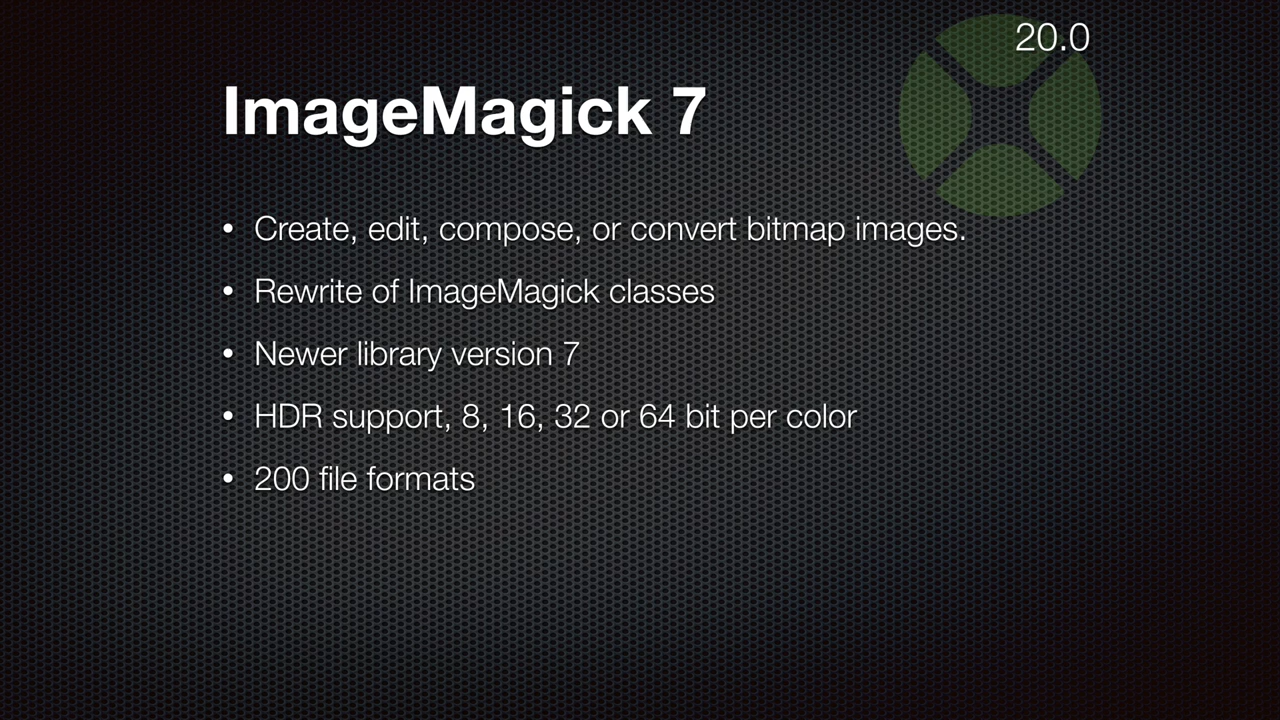 20.0
ImageMagick 7
• Create, edit, compose, or convert bitmap images.
• Rewrite of ImageMagick classes
• Newer library version 7
• HDR support, 8, 16, 32 or 64 bit per color
• 200 file formats